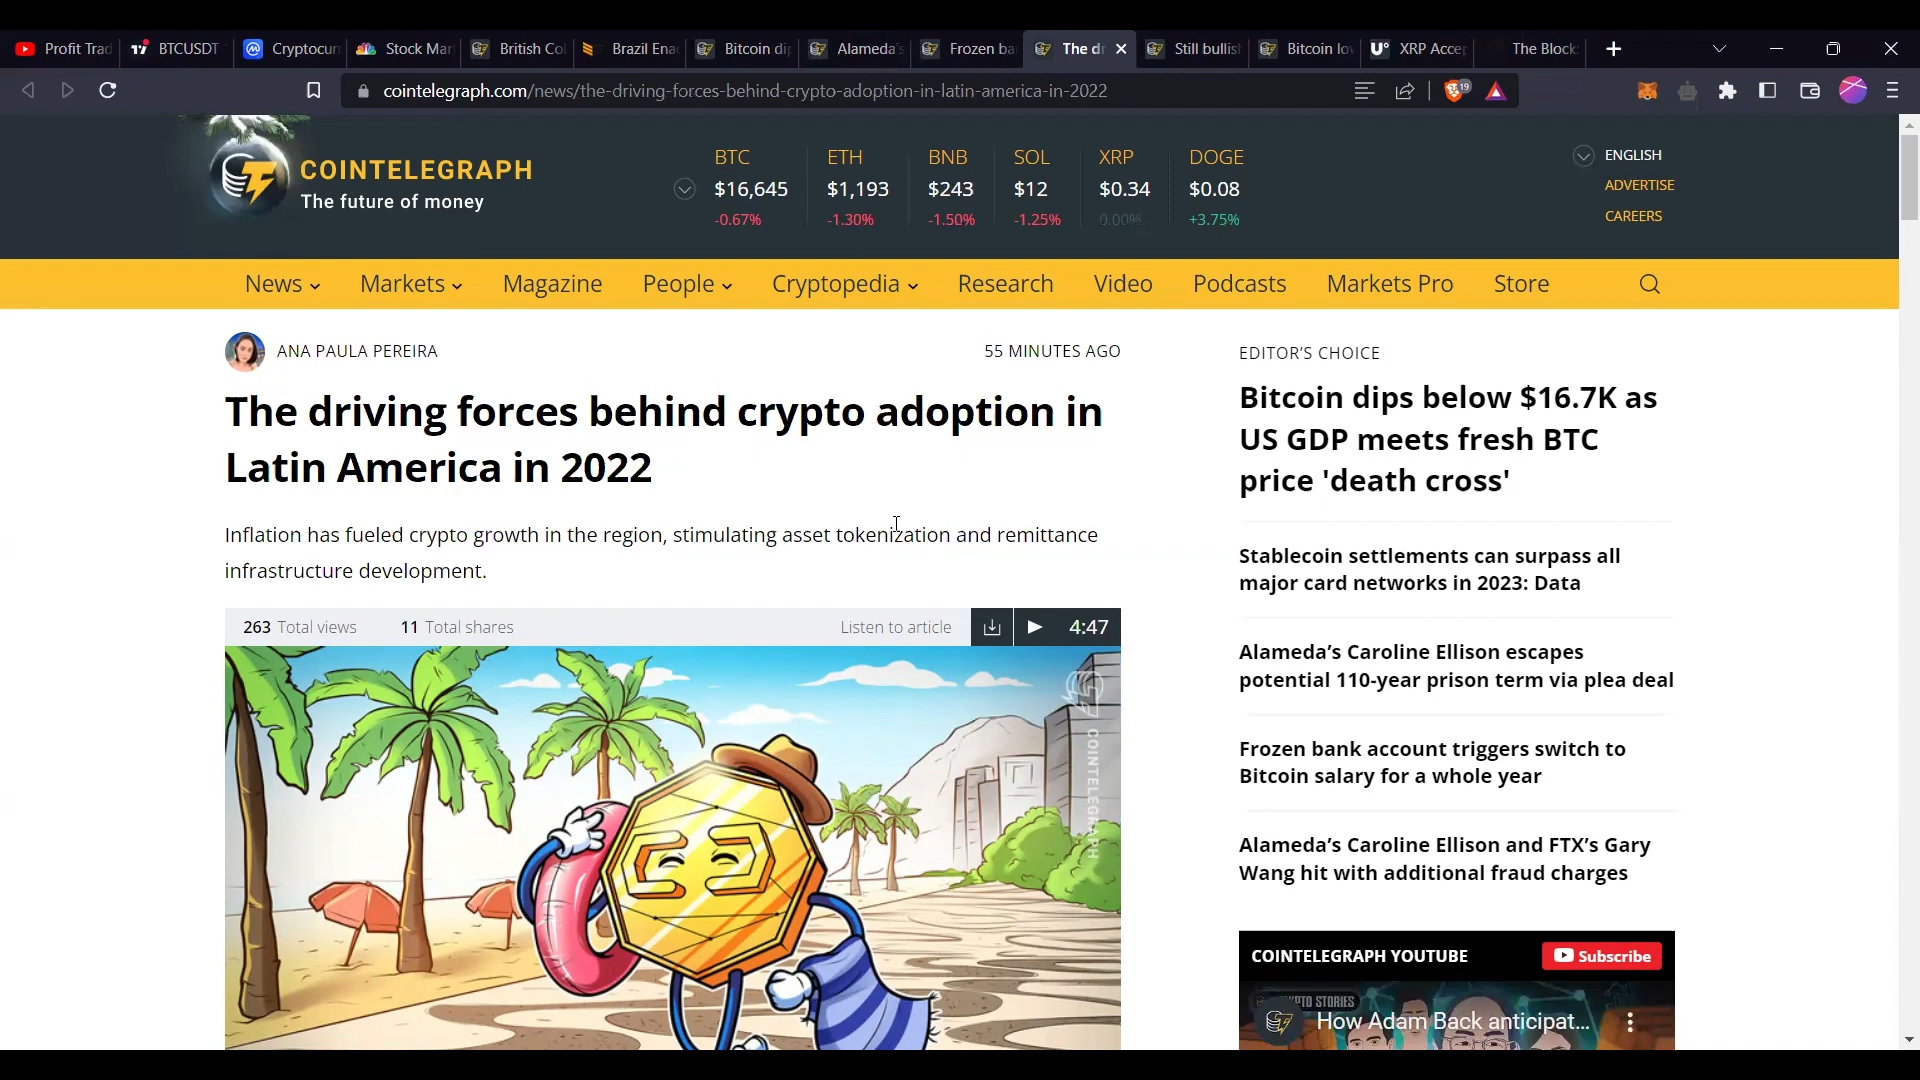 Profit Trad
BTCUSDT
Cryptocurr
Stock Mar
British Col
Brazil Ena
Bitcoin dip
Alameda's
Frozen ba
The dr
Still bullish
Bitcoin lo
XRP Accep
The Block:
cointelegraph.com/news/the-driving-forces-behind-crypto-adoption-in-latin-america-in-2022
19
COINTELEGRAPH
The future of money
BTC
$16,645
-0.67%
ETH
$1,193
-1.30%
BNB
$243
-1.50%
SOL
$12
-1.25%
XRP
$0.34
0.00%
DOGE
$0.08
+3.75%
ENGLISH
ADVERTISE
CAREERS
News
Markets
Magazine
People
Cryptopedia
Research
Video
Podcasts
Markets Pro
Store
ANA PAULA PEREIRA
55 MINUTES AGO
The driving forces behind crypto adoption in
Latin America in 2022
Inflation has fueled crypto growth in the region, stimulating asset tokenization and remittance
infrastructure development.
263 Total views
11 Total shares
Listen to article
4:47
COINTELEGRAPH
EDITOR'S CHOICE
Bitcoin dips below $16.7K as
US GDP meets fresh BTC
price 'death cross'
Stablecoin settlements can surpass all
major card networks in 2023: Data
Alameda’s Caroline Ellison escapes
potential 110-year prison term via plea deal
Frozen bank account triggers switch to
Bitcoin salary for a whole year
Alameda’s Caroline Ellison and FTX’s Gary
Wang hit with additional fraud charges
COINTELEGRAPH YOUTUBE
Subscribe
How Adam Back anticipat...